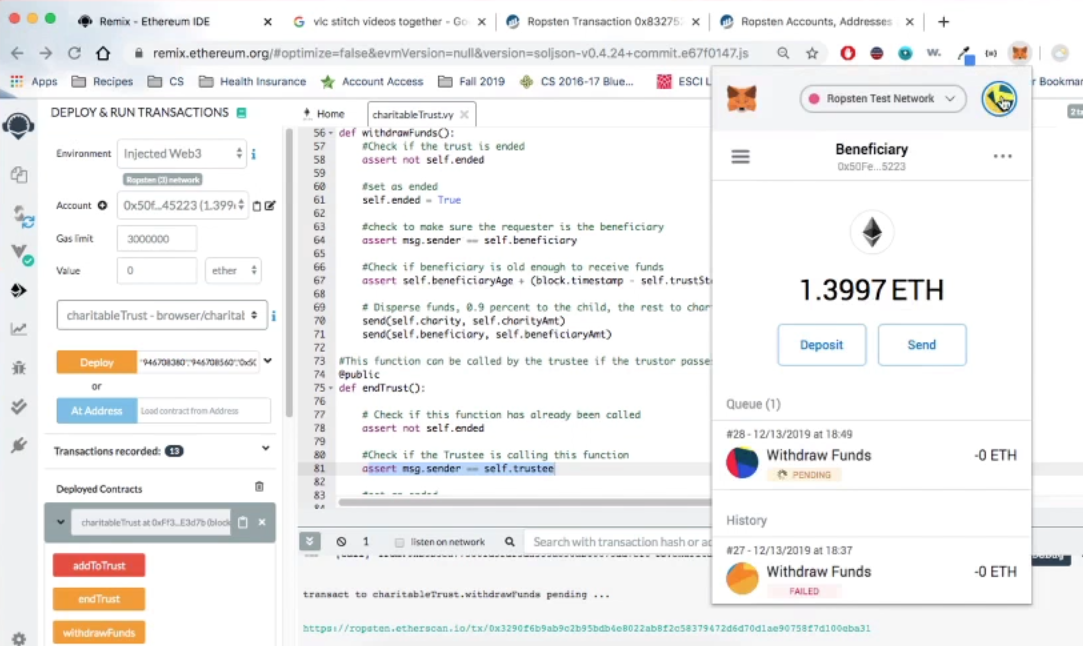 Remix - Ethereum IDE
vlc stitch videos together - Go
Ropsten Transaction 0x83275
Ropsten Accounts, Addresses
remix.ethereum.org/#optimize=false&evmVersion=null&version=soljson-v0.4.24+commit.e67f0147.js
Apps Recipes CS Health Insurance Account Access Fall 2019 CS 2016-17 Blue... ESCI L r Bookmar
DEPLOY & RUN TRANSACTIONS
Environment Injected Web3
Ropsten (3) network
Account 0x50f...45223 (1.399
Gas limit 3000000
Value 0 ether
charitableTrust - browser/charital
Deploy "946708380","946708560","0x5C
or
At Address Load contract from Address
Transactions recorded: 13
Deployed Contracts
charitableTrust at 0xFf3...E3d7b (block
addToTrust
endTrust
withdrawFunds
Home charitableTrust.vy
56 def withdrawFunds():
57 #Check if the trust is ended
58 assert not self.ended
59
60 #set as ended
61 self.ended = True
62
63 #check to make sure the requester is the beneficiary
64 assert msg.sender == self.beneficiary
65
66 #Check if beneficiary is old enough to receive funds
67 assert self.beneficiaryAge + (block.timestamp - self.trustSt
68
69 # Disperse funds, 0.9 percent to the child, the rest to char
70 send(self.charity, self.charityAmt)
71 send(self.beneficiary, self.beneficiaryAmt)
72
73 #This function can be called by the trustee if the trustor passe
74 @public
75 def endTrust():
76
77 # Check if this function has already been called
78 assert not self.ended
79
80 #Check if the Trustee is calling this function
81 assert msg.sender == self.trustee
82
83
1 listen on network Search with transaction hash or ad
transact to charitableTrust.withdrawFunds pending ...
https://ropsten.etherscan.io/tx/0x3290f6b9ab9c2b95bdb4e8022ab8f2c58379472d6d70d1ae90758f7d100eba31
Ropsten Test Network
Beneficiary
0x50Fe...5223
1.3997 ETH
Deposit Send
Queue (1)
#28 - 12/13/2019 at 18:49
Withdraw Funds -0 ETH
PENDING
History
#27 - 12/13/2019 at 18:37
Withdraw Funds -0 ETH
FAILED